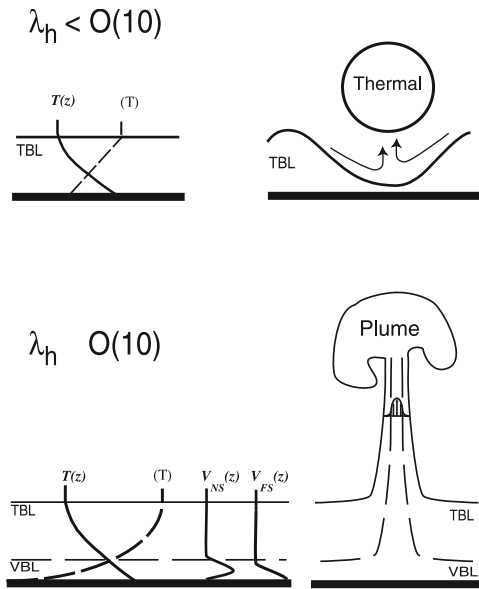 λh < O(10)
T(z) (T)
TBL
Thermal
TBL
λh O(10)
Plume
T(z) (T) VNS(z) VFS(z)
TBL
VBL
TBL
VBL